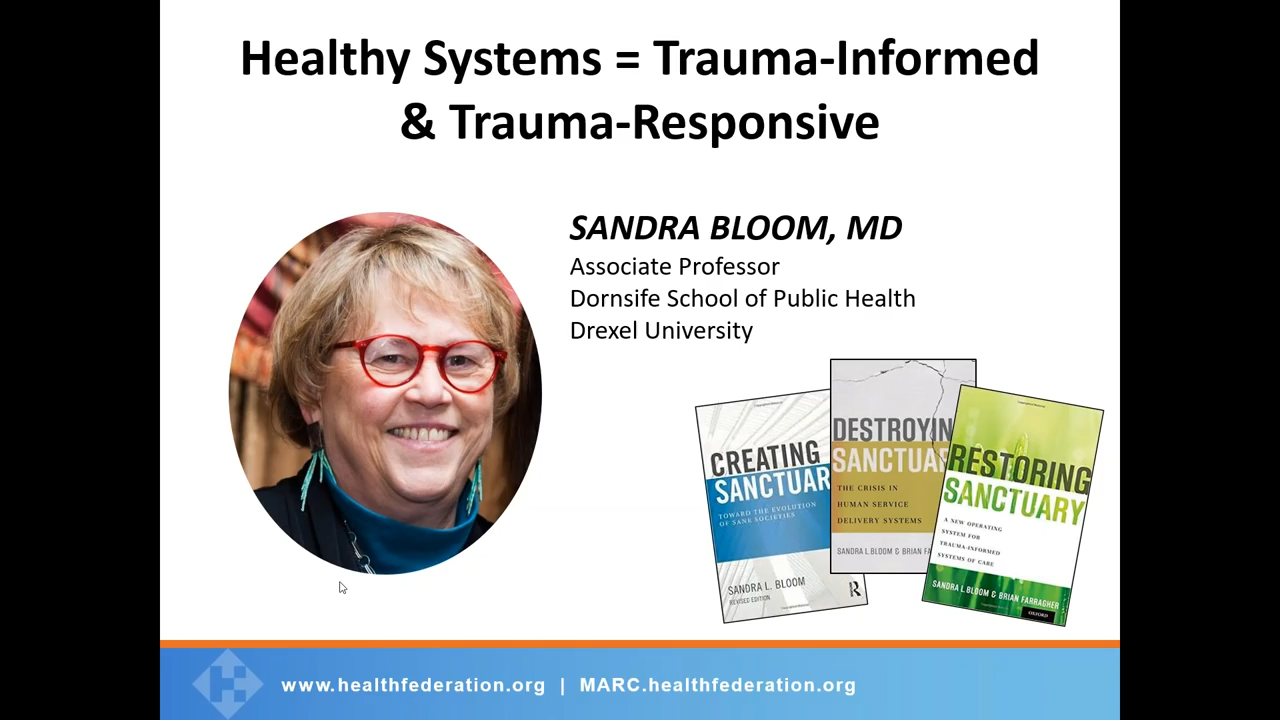 Healthy Systems = Trauma-Informed
& Trauma-Responsive
SANDRA BLOOM, MD
Associate Professor
Dornsife School of Public Health
Drexel University
CREATING
SANCTUAR
TOWARD THE EVOLUTION
OF SANE SOCIETIES
SANDRA L. BLOOM
REVISED EDITION
R
DESTROYIN
SANCTUAR
THE CRISIS IN
HUMAN SERVICE
DELIVERY SYSTEMS
SANDRA L. BLOOM & BRIAN FA
RESTORING
SANCTUARY
A NEW OPERATING
SYSTEM FOR
TRAUMA-INFORMED
SYSTEMS OF CARE
SANDRA L. BLOOM & BRIAN FARRAGHER
OXFORD
www.healthfederation.org | MARC.healthfederation.org